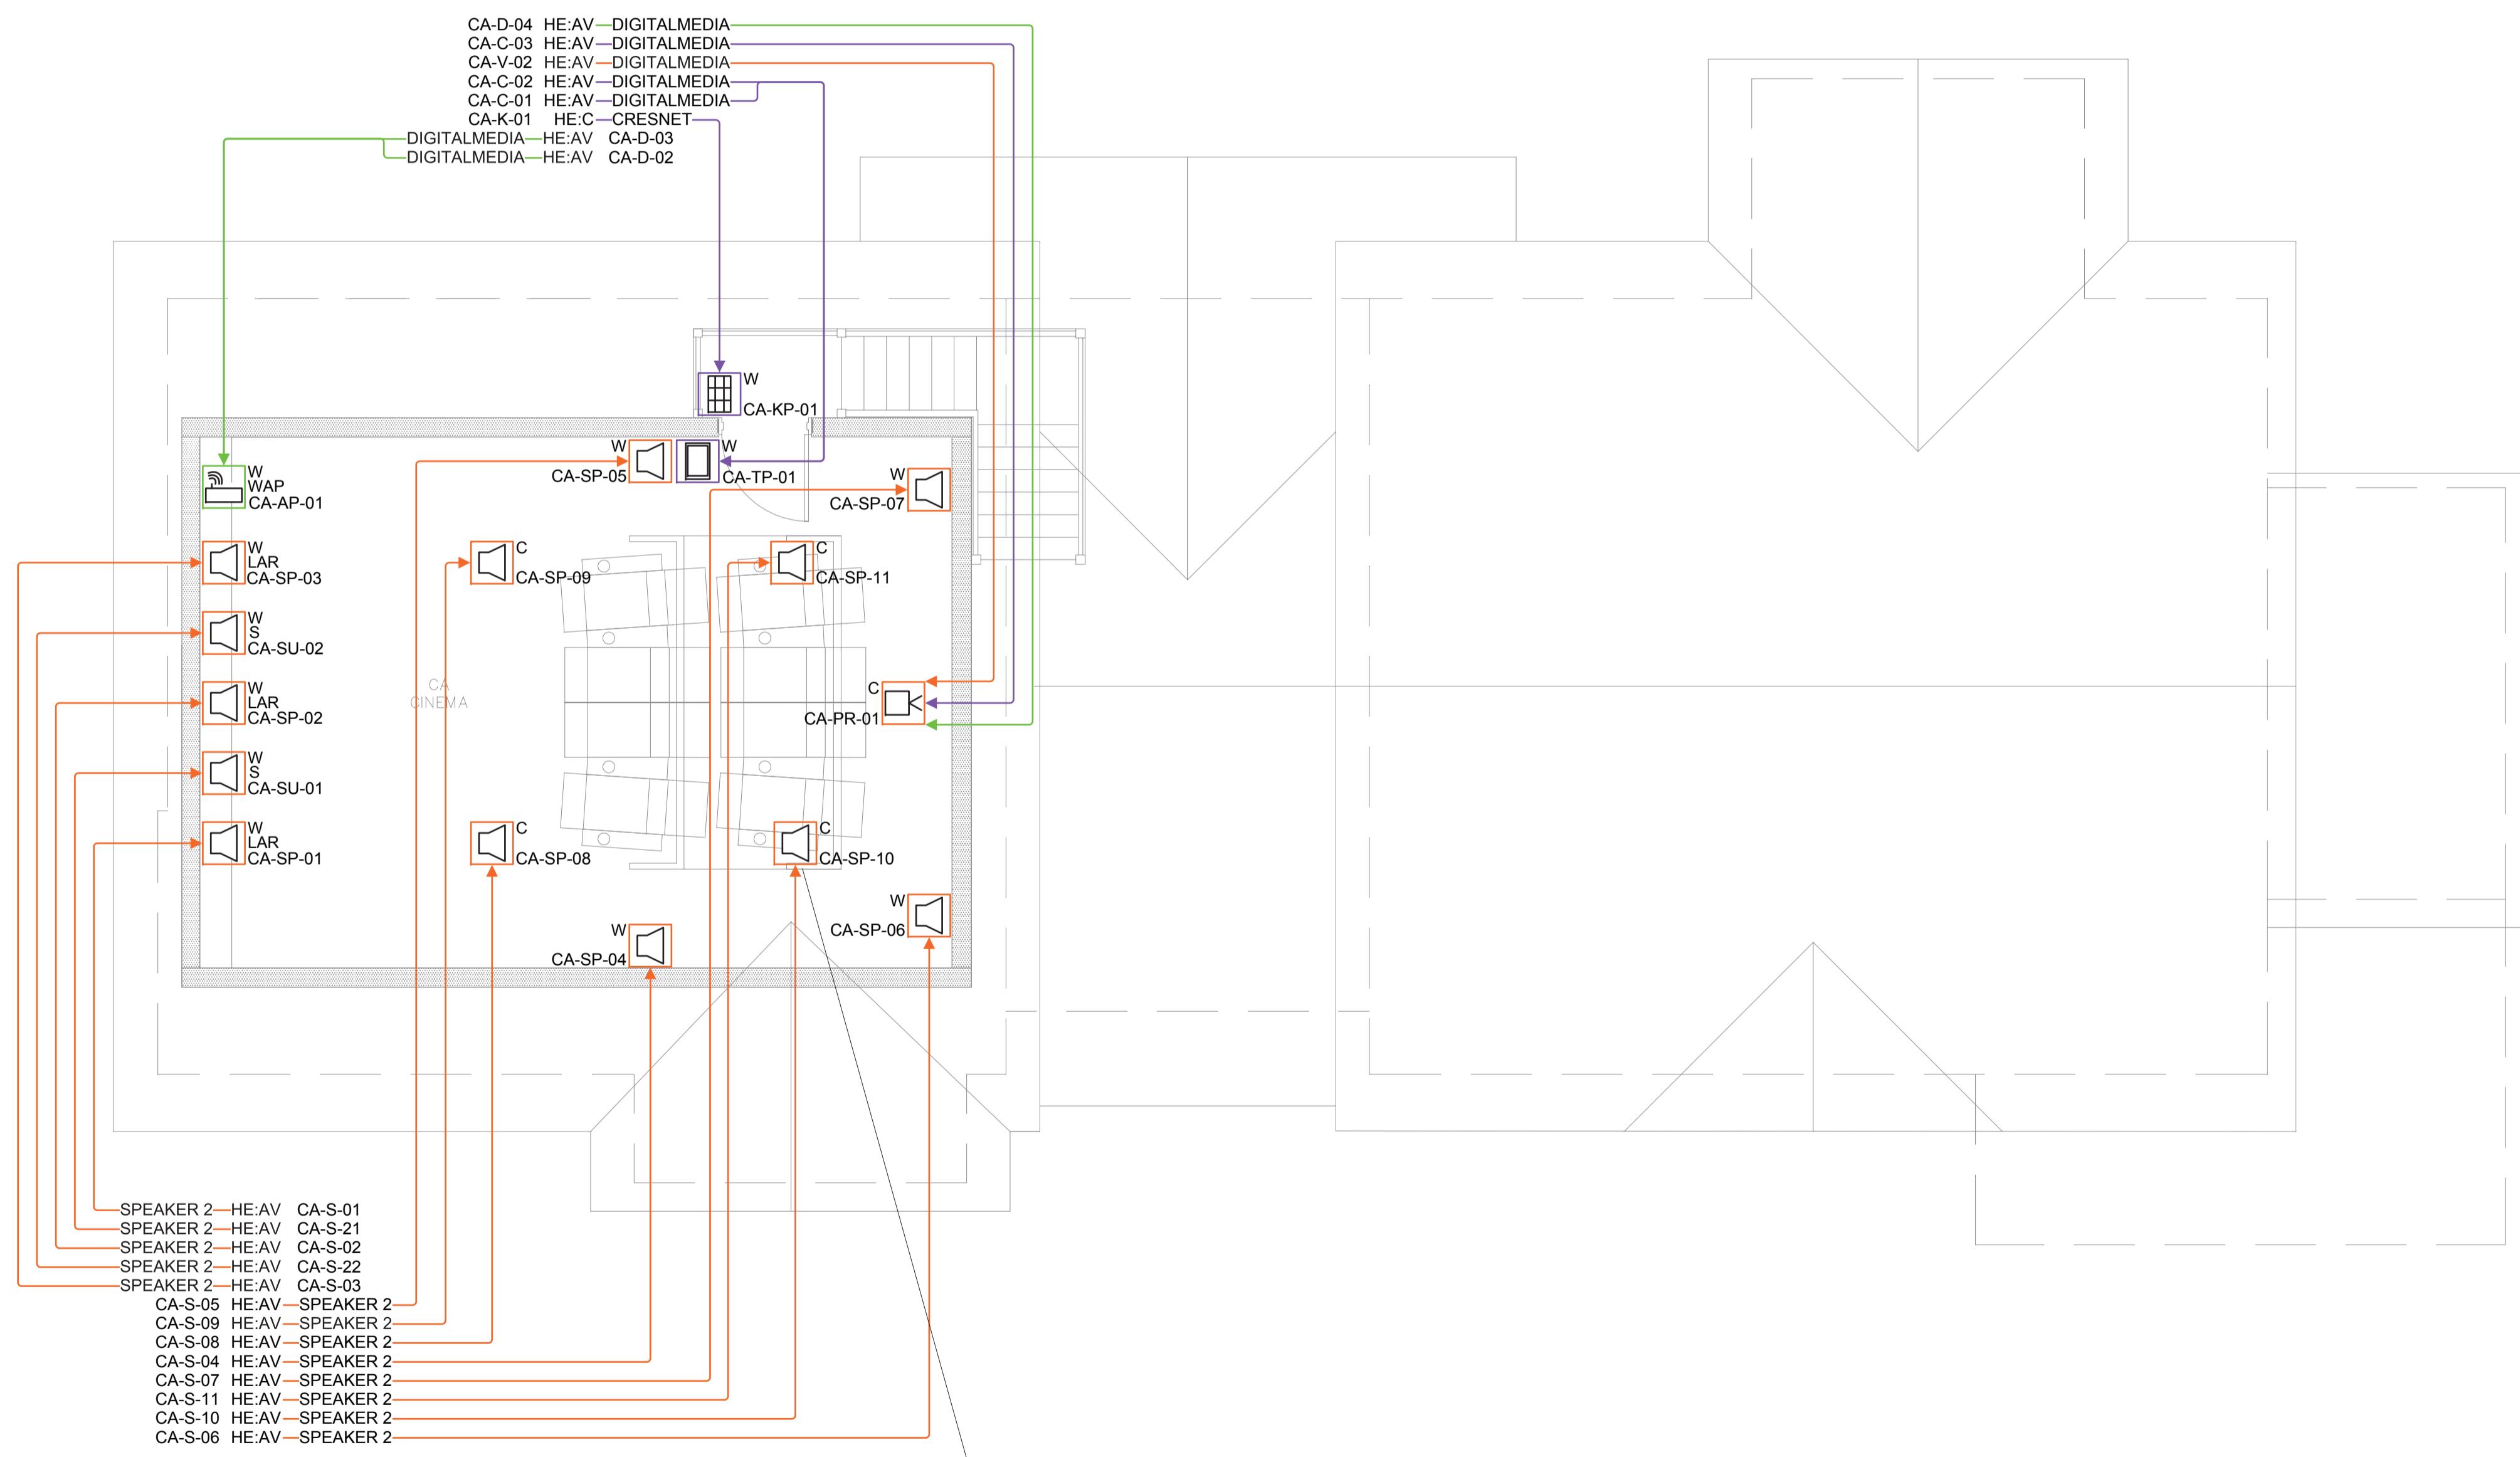 CA-D-04 HE:AV DIGITALMEDIA
CA-C-03 HE:AV DIGITALMEDIA
CA-V-02 HE:AV DIGITALMEDIA
CA-C-02 HE:AV DIGITALMEDIA
CA-C-01 HE:AV DIGITALMEDIA
CA-K-01 HE:C CRESNET
DIGITALMEDIA HE:AV CA-D-03
DIGITALMEDIA HE:AV CA-D-02
W
CA-KP-01
W
CA-SP-05
W
CA-TP-01
W
WAP
CA-AP-01
W
CA-SP-07
W
LAR
CA-SP-03
C
CA-SP-09
C
CA-SP-11
W
S
CA-SU-02
W
LAR
CA-SP-02
CA
CINEMA
C
CA-PR-01
W
S
CA-SU-01
W
LAR
CA-SP-01
C
CA-SP-08
C
CA-SP-10
W
CA-SP-06
W
CA-SP-04
SPEAKER 2 HE:AV CA-S-01
SPEAKER 2 HE:AV CA-S-21
SPEAKER 2 HE:AV CA-S-02
SPEAKER 2 HE:AV CA-S-22
SPEAKER 2 HE:AV CA-S-03
CA-S-05 HE:AV SPEAKER 2
CA-S-09 HE:AV SPEAKER 2
CA-S-08 HE:AV SPEAKER 2
CA-S-04 HE:AV SPEAKER 2
CA-S-07 HE:AV SPEAKER 2
CA-S-11 HE:AV SPEAKER 2
CA-S-10 HE:AV SPEAKER 2
CA-S-06 HE:AV SPEAKER 2